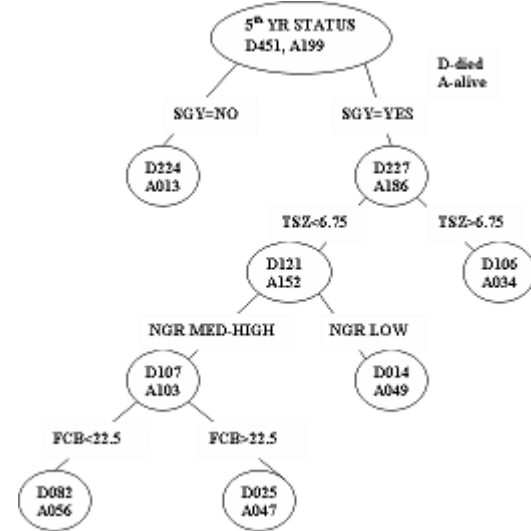 5th YR STATUS
D451, A199
D-died
A-alive
SGY=NO
SGY=YES
D224
A013
D227
A186
TSZ<6.75
TSZ>6.75
D121
A152
D106
A034
NGR MED-HIGH
NGR LOW
D107
A103
D014
A049
FCB<22.5
FCB>22.5
D082
A056
D025
A047